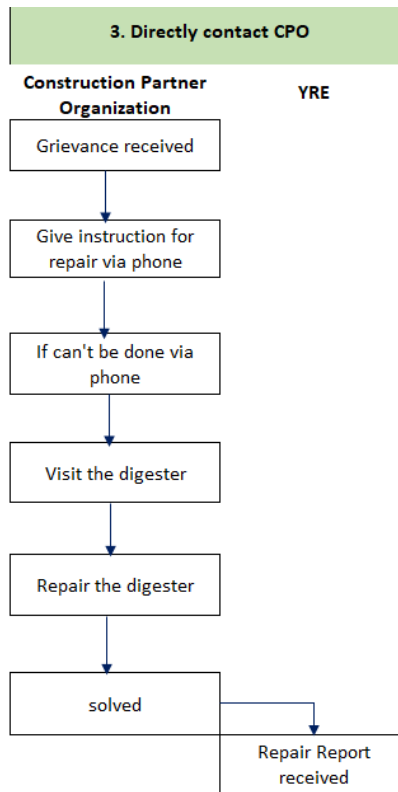 3. Directly contact CPO
Construction Partner
Organization
YRE
Grievance received
Give instruction for
repair via phone
If can't be done via
phone
Visit the digester
Repair the digester
solved
Repair Report
received